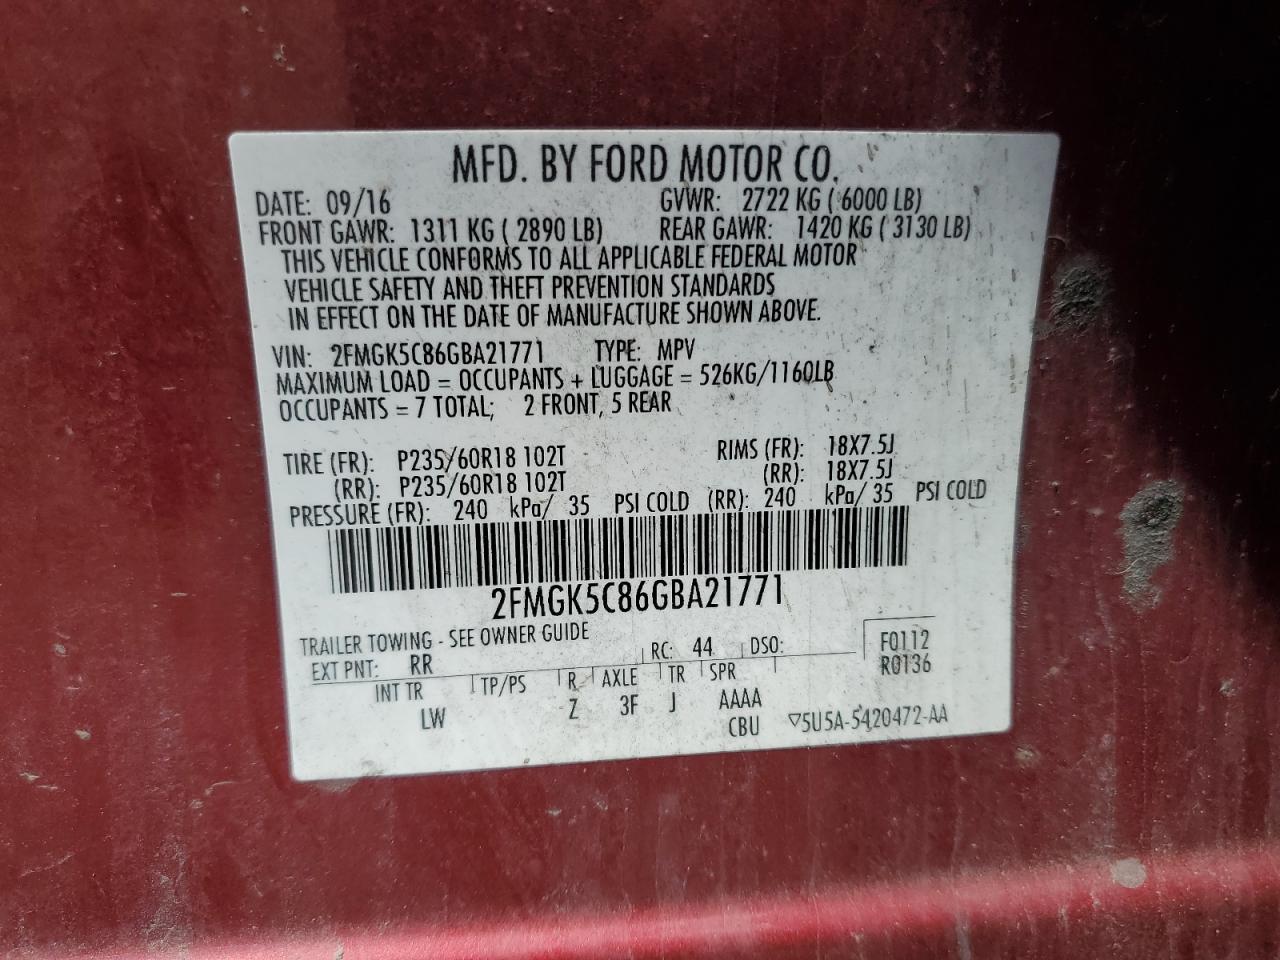 MFD. BY FORD MOTOR CO.
DATE: 09/16 GVWR: 2722 KG ( 6000 LB)
FRONT GAWR: 1311 KG ( 2890 LB) REAR GAWR: 1420 KG ( 3130 LB)
THIS VEHICLE CONFORMS TO ALL APPLICABLE FEDERAL MOTOR
VEHICLE SAFETY AND THEFT PREVENTION STANDARDS
IN EFFECT ON THE DATE OF MANUFACTURE SHOWN ABOVE.
VIN: 2FMGK5C86GBA21771 TYPE: MPV
MAXIMUM LOAD = OCCUPANTS + LUGGAGE = 526KG/1160LB
OCCUPANTS = 7 TOTAL; 2 FRONT, 5 REAR
TIRE (FR): P235/60R18 102T RIMS (FR): 18X7.5J
(RR): P235/60R18 102T (RR): 18X7.5J
PRESSURE (FR): 240 kPa/ 35 PSI COLD (RR): 240 kPa/ 35 PSI COLD
2FMGK5C86GBA21771
TRAILER TOWING - SEE OWNER GUIDE
EXT PNT: RR RC: 44 DSO: F0112
R0136
INT TR TP/PS R AXLE TR SPR
LW Z 3F J AAAA
CBU 5U5A-5420472-AA